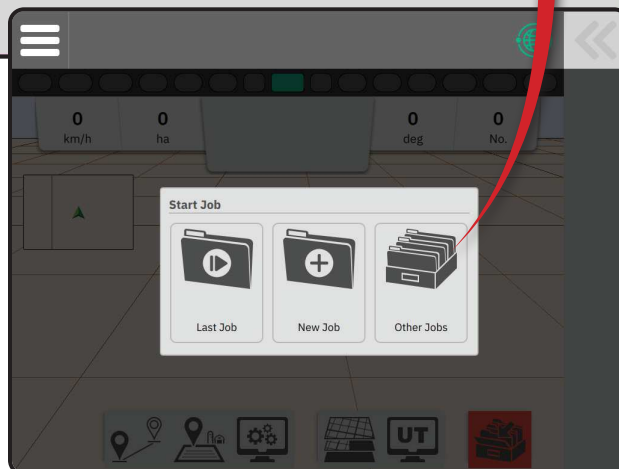 0 0 0 0
km/h ha deg No.
Start Job
Last Job New Job Other Jobs
UT